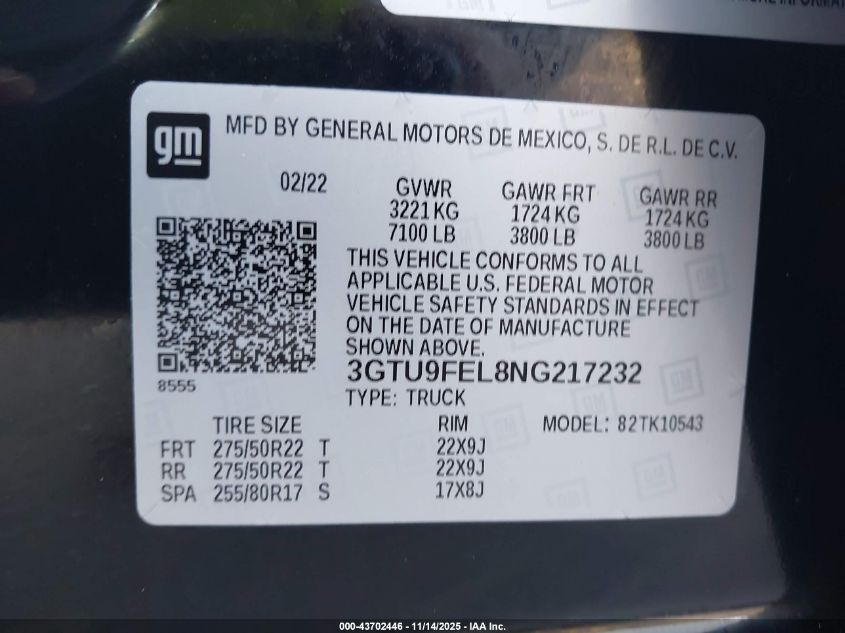 MORE INFORMAT
gm
MFD BY GENERAL MOTORS DE MEXICO, S. DE R.L. DE C.V.
02/22
GVWR GAWR FRT GAWR RR
3221 KG 1724 KG 1724 KG
7100 LB 3800 LB 3800 LB
THIS VEHICLE CONFORMS TO ALL
APPLICABLE U.S. FEDERAL MOTOR
VEHICLE SAFETY STANDARDS IN EFFECT
ON THE DATE OF MANUFACTURE
SHOWN ABOVE.
8555
3GTU9FEL8NG217232
TYPE: TRUCK
TIRE SIZE RIM MODEL: 82TK10543
FRT 275/50R22 T 22X9J
RR 275/50R22 T 22X9J
SPA 255/80R17 S 17X8J
000-43702446 - 11/14/2025 - IAA Inc.